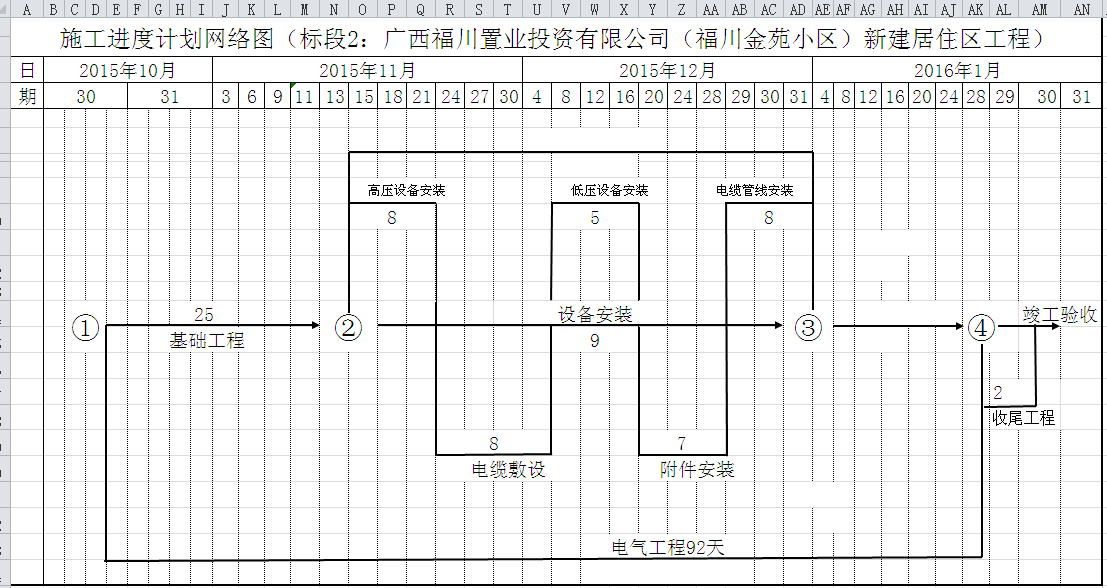 A B C D E F G H I J K L M N O P Q R S T U V W X Y Z AA AB AC AD AE AF AG AH AI AJ AK AL AM AN
施工进度计划网络图（标段2：广西福川置业投资有限公司（福川金苑小区）新建居住区工程）
日 2015年10月 2015年11月 2015年12月 2016年1月
期 30 31 3 6 9 11 13 15 18 21 24 27 30 4 8 12 16 20 24 28 29 30 31 4 8 12 16 20 24 28 29 30 31
高压设备安装 低压设备安装 电缆管线安装
8 5 8
25 设备安装 竣工验收
① ② ③ ④
基础工程 9
2
收尾工程
8 7
电缆敷设 附件安装
电气工程92天